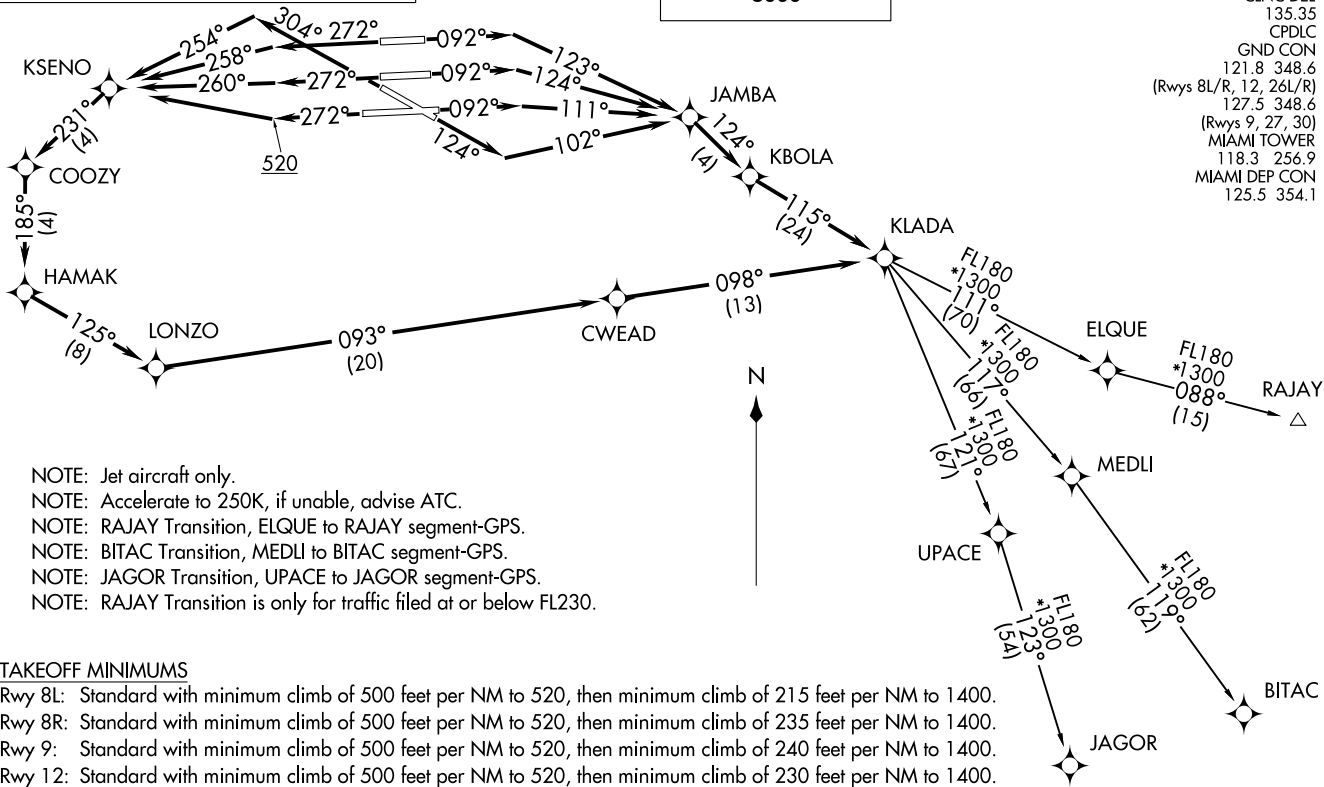 135.35
CPDLC
GND CON
121.8 348.6
(Rwys 8L/R, 12, 26L/R)
127.5 348.6
(Rwys 9, 27, 30)
MIAMI TOWER
118.3 256.9
MIAMI DEP CON
125.5 354.1
254°
304°
272°
092°
123°
258°
KSENO
260°
272°
092°
124°
272°
092°
111°
JAMBA
231°
(4)
520
124°
102°
124°
(4)
KBOLA
COOZY
185°
(4)
115°
(24)
KLADA
HAMAK
125°
(8)
LONZO
093°
(20)
CWEAD
098°
(13)
FL180
*1300
111°
(70)
ELQUE
FL180
*1300
088°
(15)
RAJAY
FL180
*1300
117°
(66)
MEDLI
FL180
*1300
121°
(67)
UPACE
FL180
*1300
119°
(62)
BITAC
FL180
*1300
123°
(54)
JAGOR
N
NOTE: Jet aircraft only.
NOTE: Accelerate to 250K, if unable, advise ATC.
NOTE: RAJAY Transition, ELQUE to RAJAY segment-GPS.
NOTE: BITAC Transition, MEDLI to BITAC segment-GPS.
NOTE: JAGOR Transition, UPACE to JAGOR segment-GPS.
NOTE: RAJAY Transition is only for traffic filed at or below FL230.
TAKEOFF MINIMUMS
Rwy 8L: Standard with minimum climb of 500 feet per NM to 520, then minimum climb of 215 feet per NM to 1400.
Rwy 8R: Standard with minimum climb of 500 feet per NM to 520, then minimum climb of 235 feet per NM to 1400.
Rwy 9: Standard with minimum climb of 500 feet per NM to 520, then minimum climb of 240 feet per NM to 1400.
Rwy 12: Standard with minimum climb of 500 feet per NM to 520, then minimum climb of 230 feet per NM to 1400.